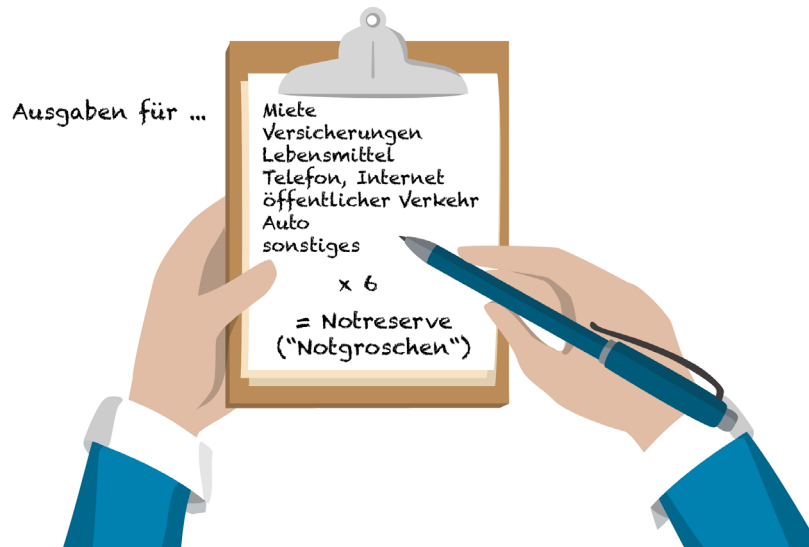 Ausgaben für ...
Miete
Versicherungen
Lebensmittel
Telefon, Internet
öffentlicher Verkehr
Auto
sonstiges
x 6
= Notreserve
("Notgroschen")